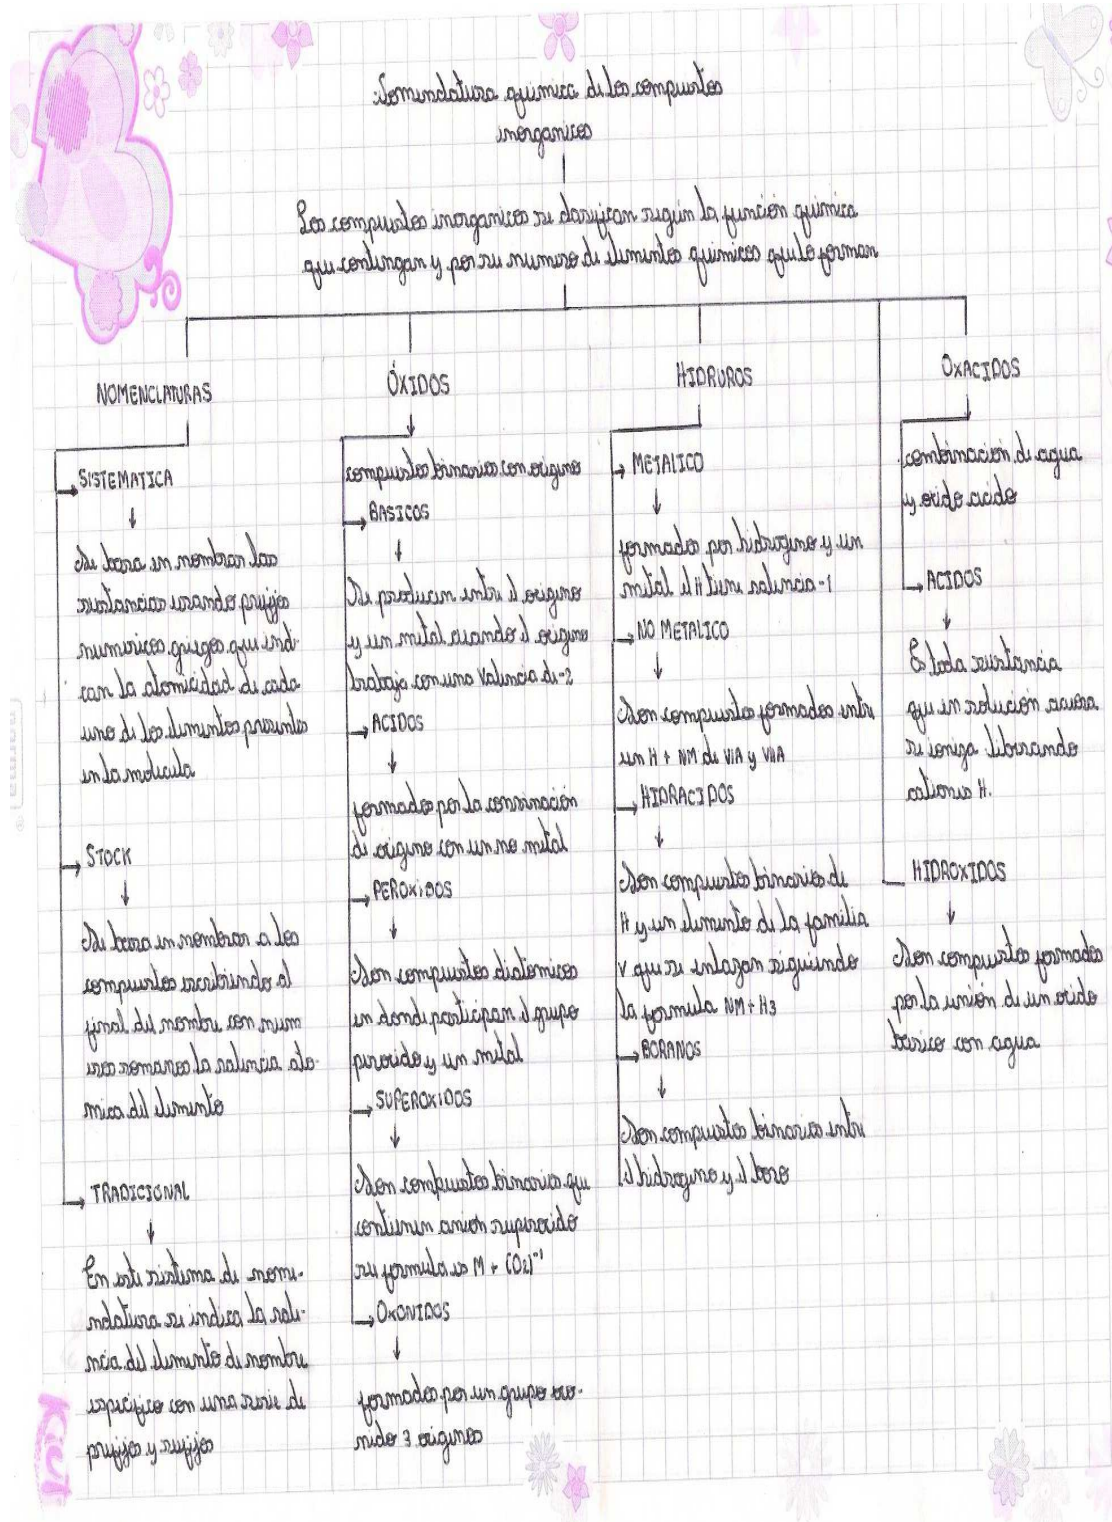 Nomenclatura quimica de los compuestos
inorganicos
Los compuestos inorganicos se clasifican según la función quimica
que contengan y por su numero de elementos quimicos que lo forman
NOMENCLATURAS
SISTEMATICA
Se basa en nombrar las
sustancias usando prefijos
numericos griegos que indi
can la atomicidad de cada
uno de los elementos presentes
en la molecula
STOCK
Se basa en nombrar a los
compuestos escribiendo al
final del nombre con num
eros romanos la valencia ato-
mica del elemento
TRADICIONAL
En este sistema de nome-
nclatura se indica la vale-
ncia del elemento de nombre
especifico con una serie de
prefijos y sufijos
ÓXIDOS
compuestos binarios con oxigeno
BASICOS
Se producen entre el oxigeno
y un metal cuando el oxigeno
trabaja con una Valencia de -2
ACIDOS
formados por la conminación
de oxigeno con un no metal
PEROXIDOS
Son compuestos diatomicos
en donde participan el grupo
peroxido y un metal
SUPEROXIDOS
Son compuestos binarios que
contienen anion superoxido
su formula es M + (O2)⁻¹
OXONIDOS
formados por un grupo oxo-
nido 3 oxigenos
HIDRUROS
METALICO
formados por hidrogeno y un
metal el H tiene valencia -1
NO METALICO
Son compuestos formados entre
un H + NM de VIA y VIIA
HIDRACIDOS
Son compuestos binarios de
H y un elemento de la familia
V que se enlazan siguiendo
la formula NM + H3
BORANOS
Son compuestos binarios entre
el hidrogeno y el boro
OXACIDOS
combinación de agua
y oxido acido
ACIDOS
Es toda sustancia
que en solución acuosa
se ioniza liberando
cationes H.
HIDROXIDOS
Son compuestos formados
por la unión de un oxido
basico con agua
Kiut